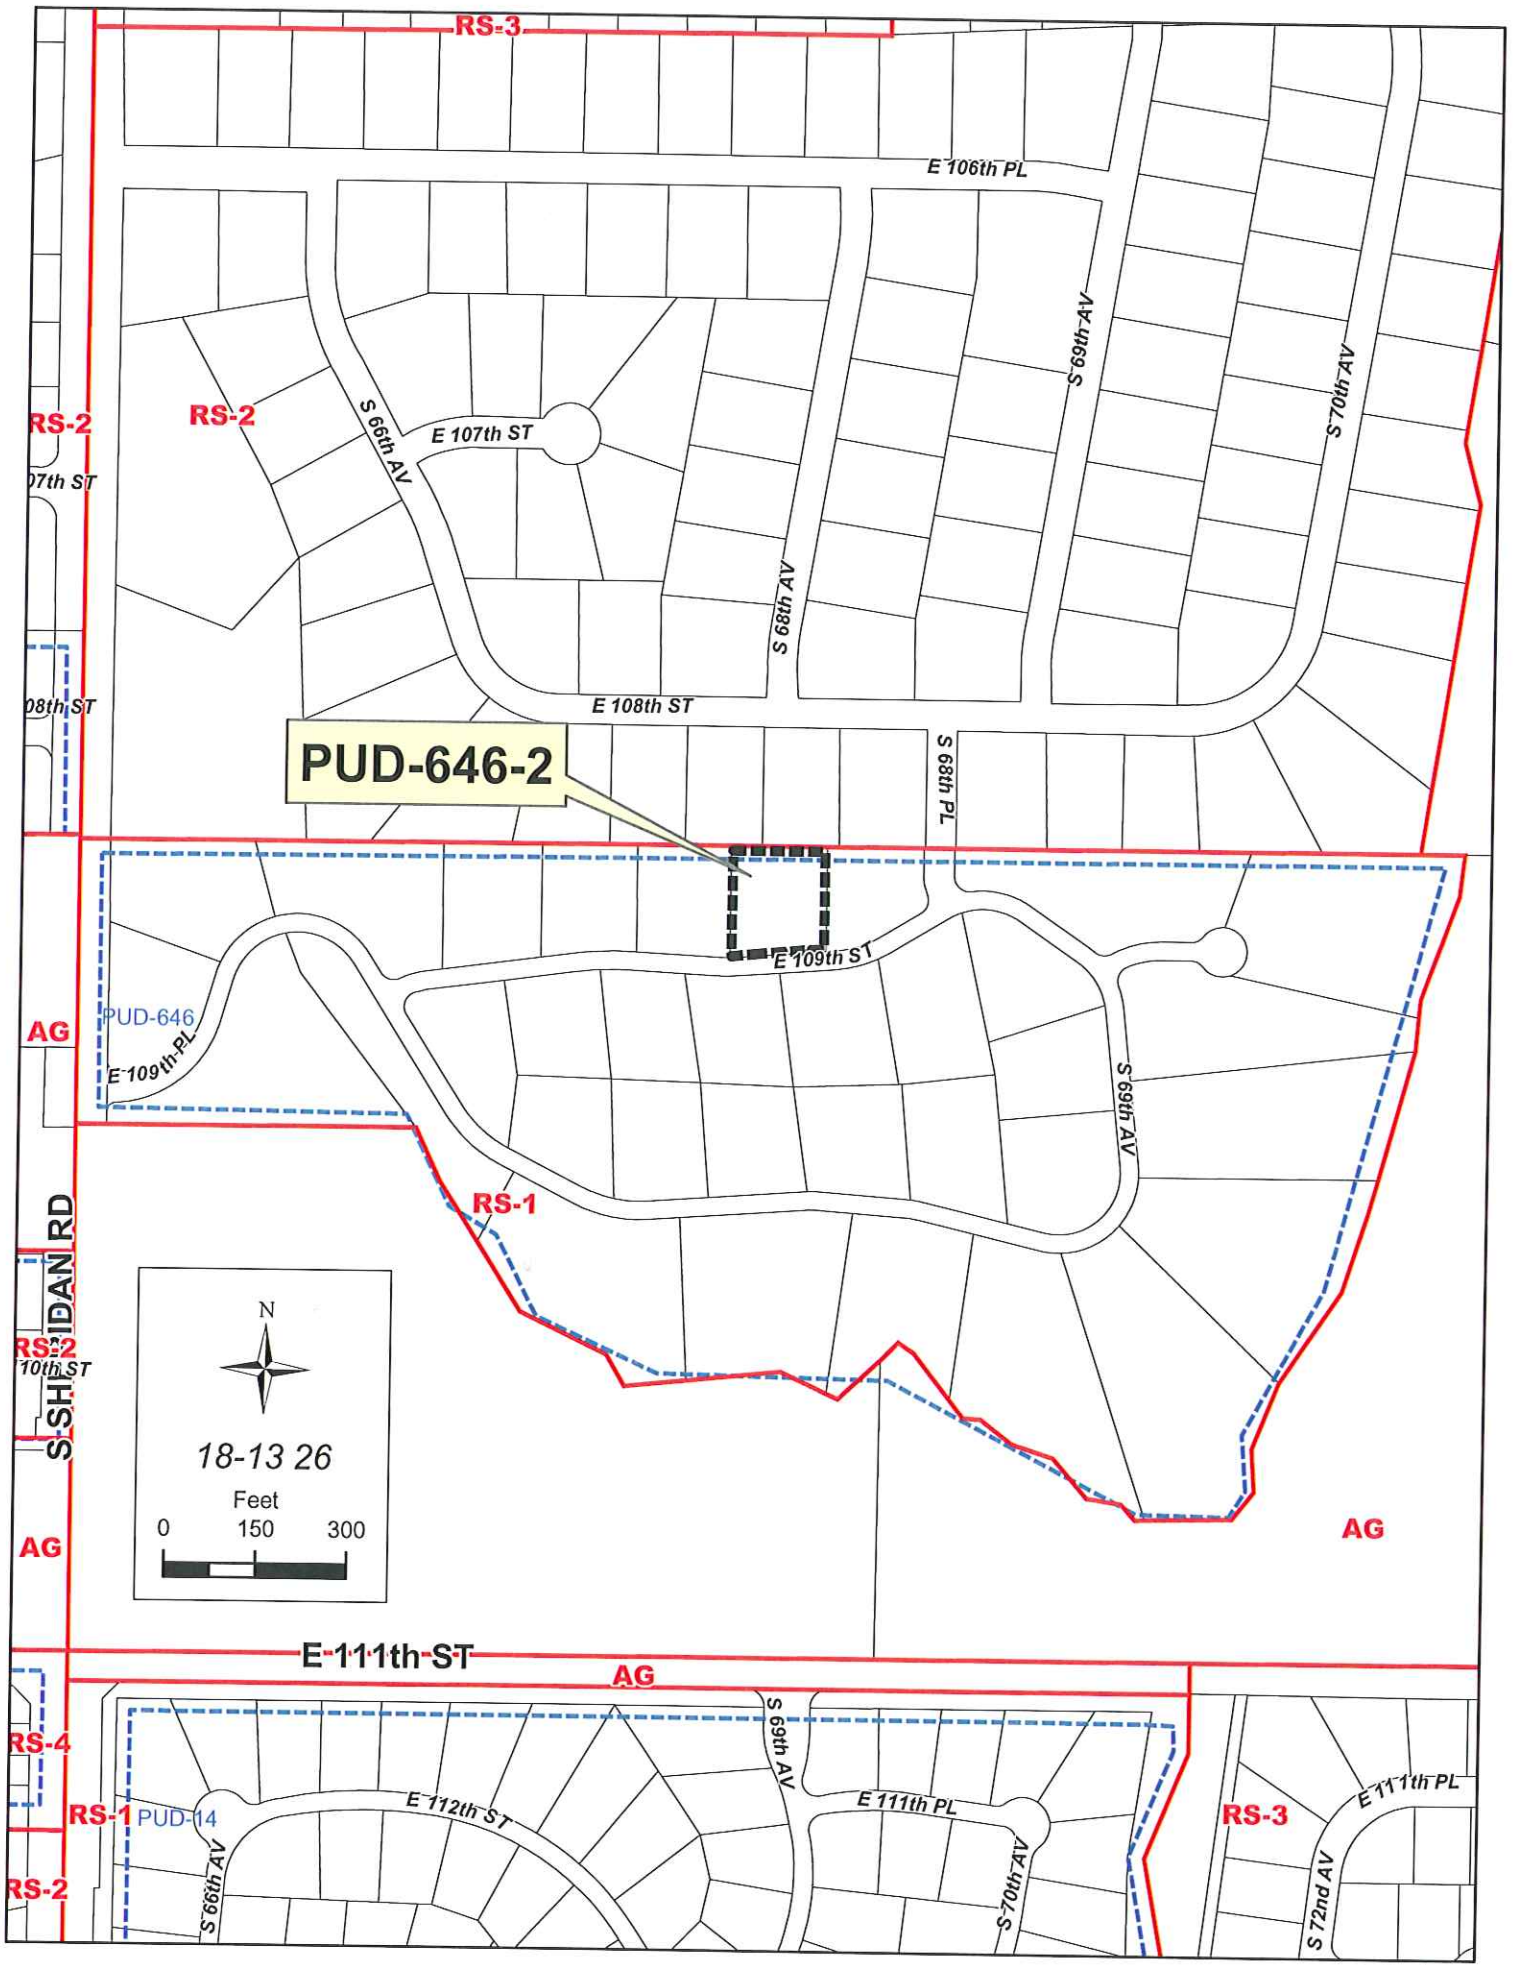 RS-3
E 106th PL
S 69th AV
S 70th AV
RS-2
RS-2
S 66th AV
E 107th ST
07th ST
S 68th AV
08th ST
E 108th ST
PUD-646-2
S 68th PL
E 109th ST
PUD-646
AG
E 109th PL
S 69th AV
RS-1
S SHERIDAN RD
N
RS-2
10th ST
18-13 26
Feet
0 150 300
AG
AG
E 111th ST
AG
S 69th AV
RS-4
E 111th PL
E 112th ST
E 111th PL
RS-1
PUD-14
RS-3
S 66th AV
S 70th AV
S 72nd AV
RS-2